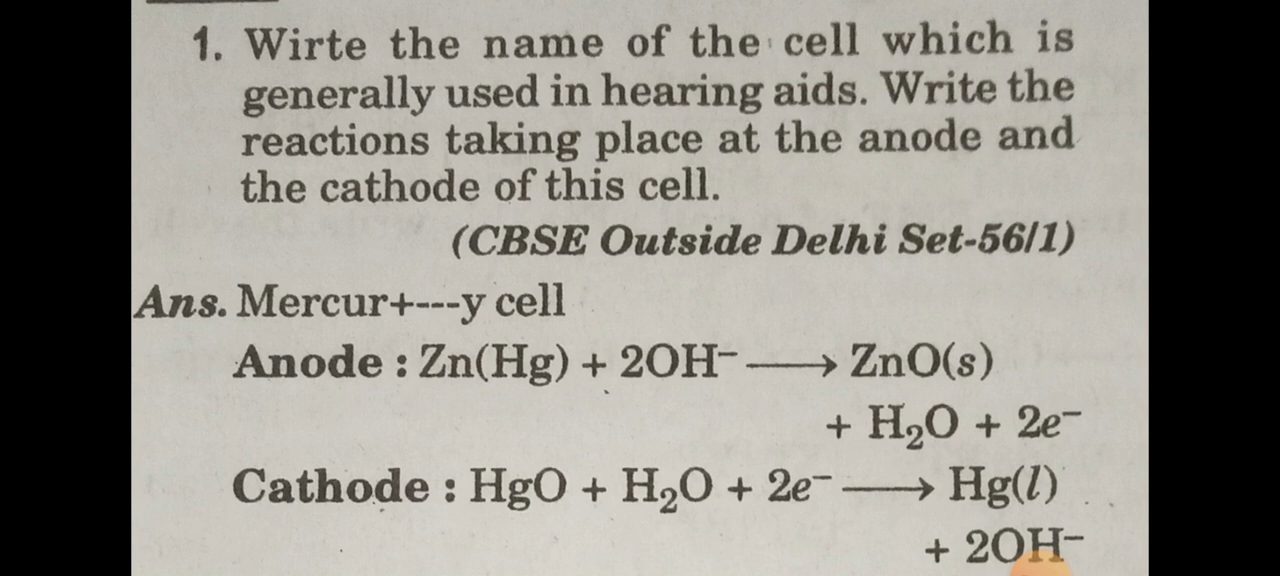 1. Wirte the name of the cell which is
generally used in hearing aids. Write the
reactions taking place at the anode and
the cathode of this cell.
(CBSE Outside Delhi Set-56/1)
Ans. Mercur+---y cell
Anode : Zn(Hg) + 2OH⁻ ⟶ ZnO(s)
+ H₂O + 2e⁻
Cathode : HgO + H₂O + 2e⁻ ⟶ Hg(l)
+ 2OH⁻